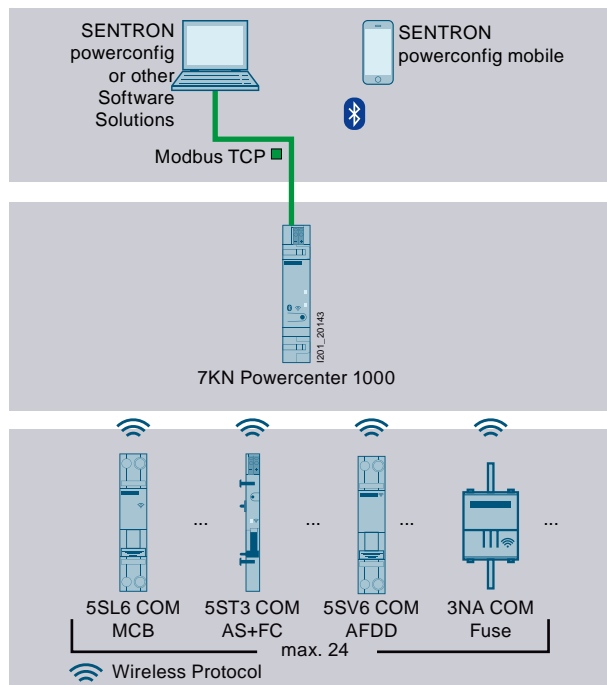 SENTRON
powerconfig
or other
Software
Solutions
SENTRON
powerconfig mobile
Modbus TCP
I201_20143
7KN Powercenter 1000
... ... ... ...
5SL6 COM
MCB
5ST3 COM
AS+FC
5SV6 COM
AFDD
3NA COM
Fuse
max. 24
Wireless Protocol